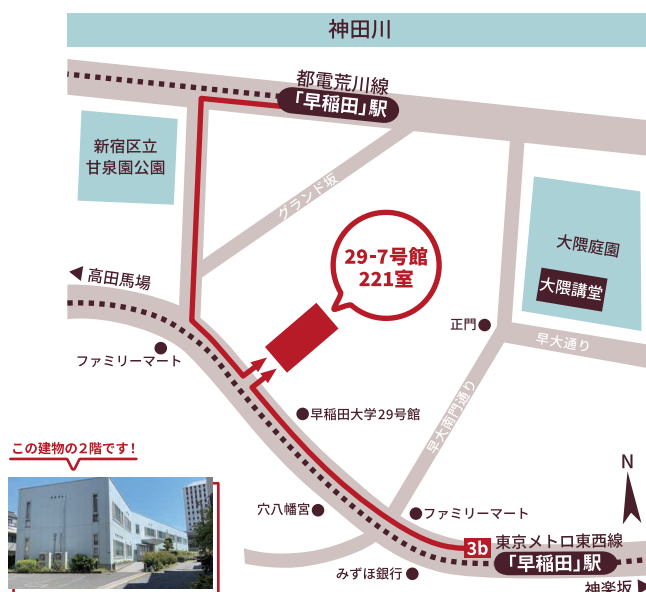 神田川
都電荒川線
「早稲田」駅
新宿区立
甘泉園公園
グランド坂
大隈庭園
大隈講堂
29-7号館
221室
高田馬場
正門
早大通り
ファミリーマート
早大南門通り
早稲田大学29号館
この建物の2階です!
N
穴八幡宮
ファミリーマート
3b
東京メトロ東西線
「早稲田」駅
みずほ銀行
神楽坂